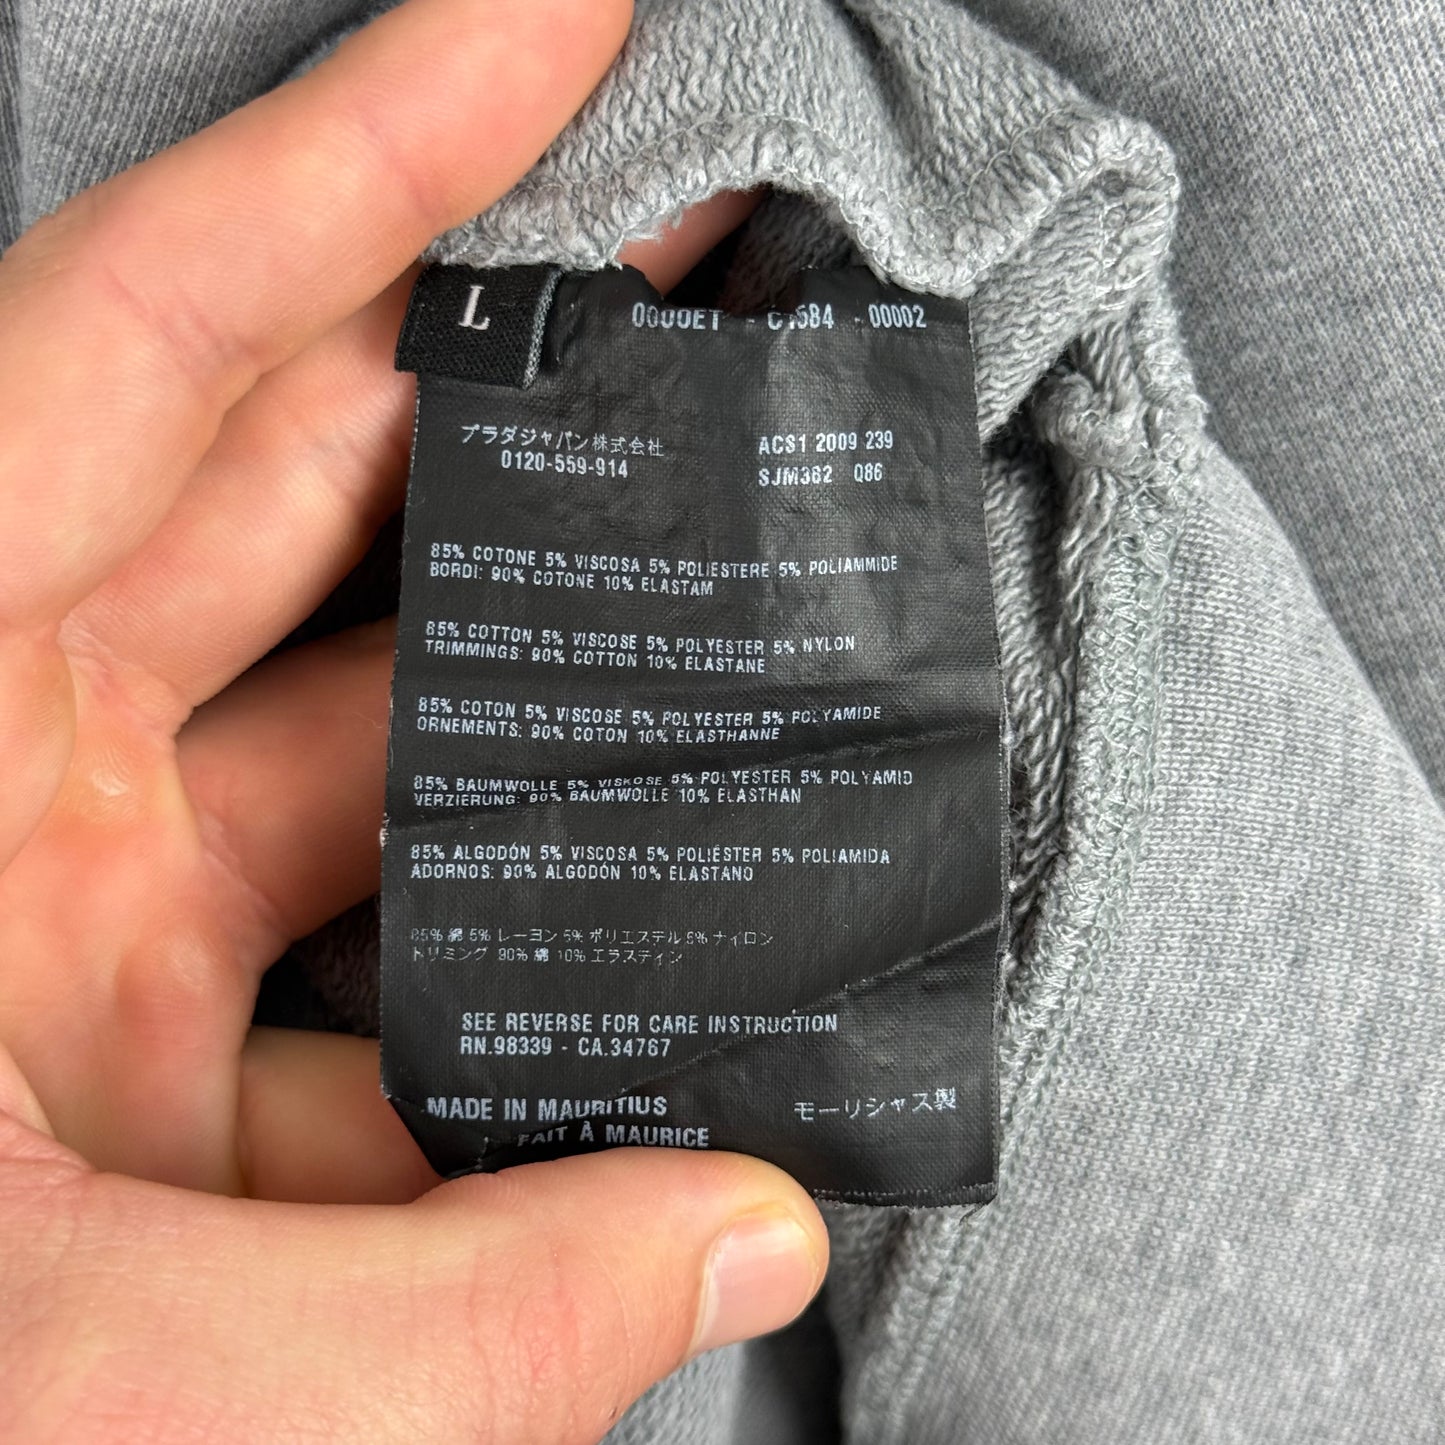 L
0000ET - C1584 - 00002
プラダジャパン株式会社
0120-559-914
ACS1 2009 239
SJM382 Q86
85% COTONE 5% VISCOSA 5% POLIESTERE 5% POLIAMMIDE
BORDI: 90% COTONE 10% ELASTAM
85% COTTON 5% VISCOSE 5% POLYESTER 5% NYLON
TRIMMINGS: 90% COTTON 10% ELASTANE
85% COTON 5% VISCOSE 5% POLYESTER 5% POLYAMIDE
ORNEMENTS: 90% COTON 10% ELASTHANNE
85% BAUMWOLLE 5% VISKOSE 5% POLYESTER 5% POLYAMID
VERZIERUNG: 90% BAUMWOLLE 10% ELASTHAN
85% ALGODÓN 5% VISCOSA 5% POLIÉSTER 5% POLIAMIDA
ADORNOS: 90% ALGODÓN 10% ELASTANO
85% 綿 5% レーヨン 5% ポリエステル 5% ナイロン
トリミング 90% 綿 10% エラスティン
SEE REVERSE FOR CARE INSTRUCTION
RN.98339 - CA.34767
MADE IN MAURITIUS
FAIT À MAURICE
モーリシャス製